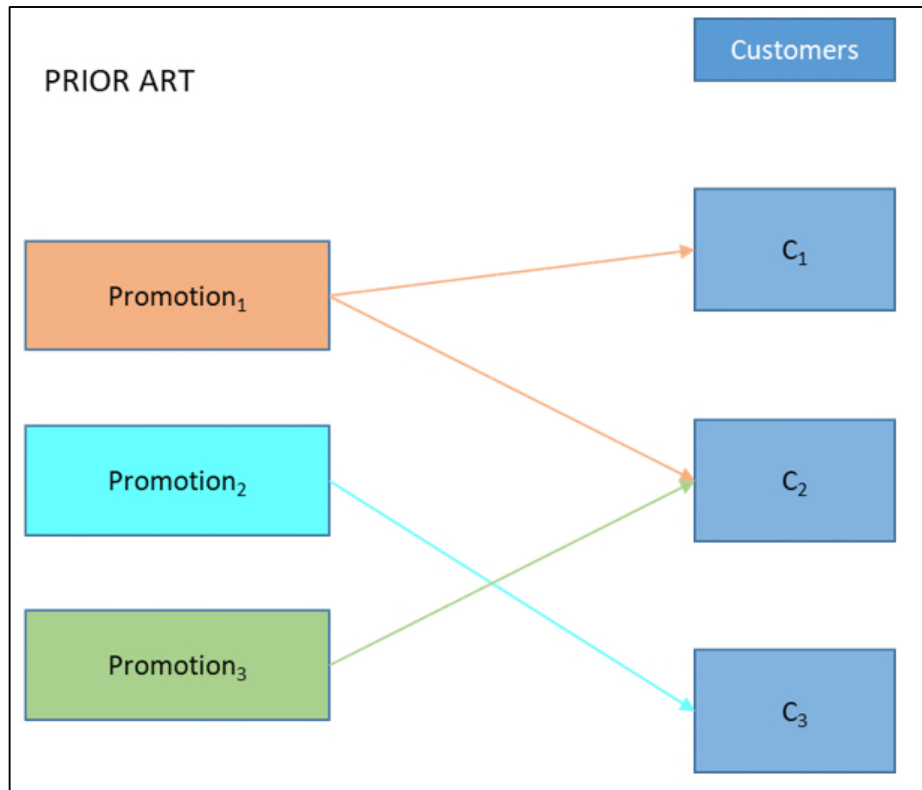 Customers
PRIOR ART
C₁
Promotion₁
C₂
Promotion₂
Promotion₃
C₃